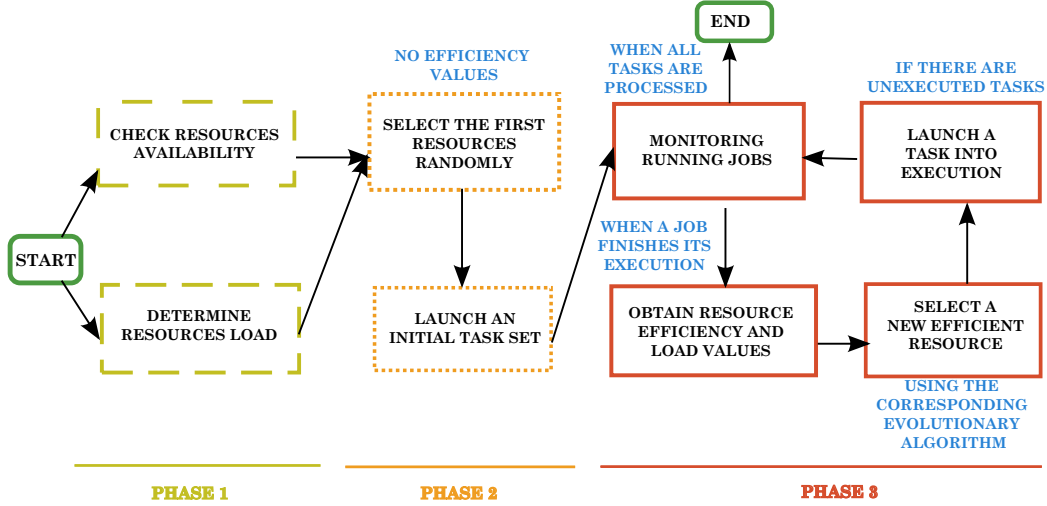 START
CHECK RESOURCES
AVAILABILITY
DETERMINE
RESOURCES LOAD
PHASE 1
NO EFFICIENCY
VALUES
SELECT THE FIRST
RESOURCES
RANDOMLY
LAUNCH AN
INITIAL TASK SET
PHASE 2
END
WHEN ALL
TASKS ARE
PROCESSED
MONITORING
RUNNING JOBS
WHEN A JOB
FINISHES ITS
EXECUTION
OBTAIN RESOURCE
EFFICIENCY AND
LOAD VALUES
SELECT A
NEW EFFICIENT
RESOURCE
USING THE
CORRESPONDING
EVOLUTIONARY
ALGORITHM
IF THERE ARE
UNEXECUTED TASKS
LAUNCH A
TASK INTO
EXECUTION
PHASE 3